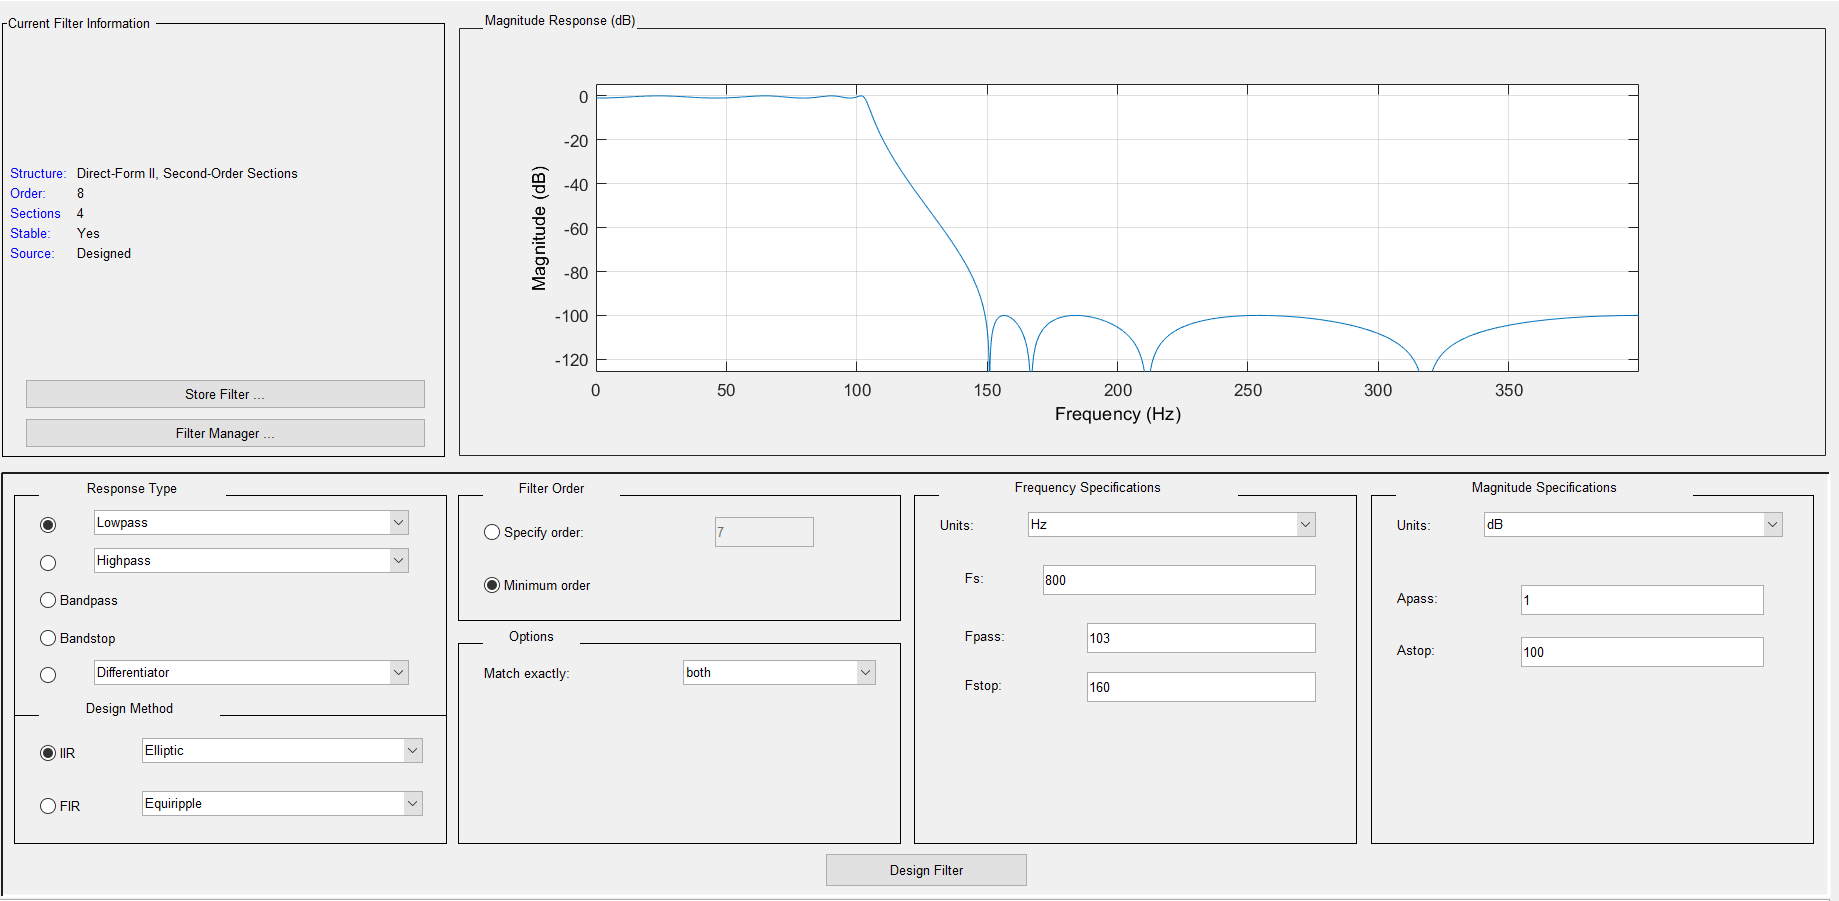 Current Filter Information
Structure: Direct-Form II, Second-Order Sections
Order: 8
Sections 4
Stable: Yes
Source: Designed
Store Filter ...
Filter Manager ...
Magnitude Response (dB)
0
-20
-40
-60
-80
-100
-120
Magnitude (dB)
0 50 100 150 200 250 300 350
Frequency (Hz)
Response Type
Lowpass
Highpass
Bandpass
Bandstop
Differentiator
Design Method
IIR Elliptic
FIR Equiripple
Filter Order
Specify order: 7
Minimum order
Options
Match exactly: both
Frequency Specifications
Units: Hz
Fs: 800
Fpass: 103
Fstop: 160
Magnitude Specifications
Units: dB
Apass: 1
Astop: 100
Design Filter